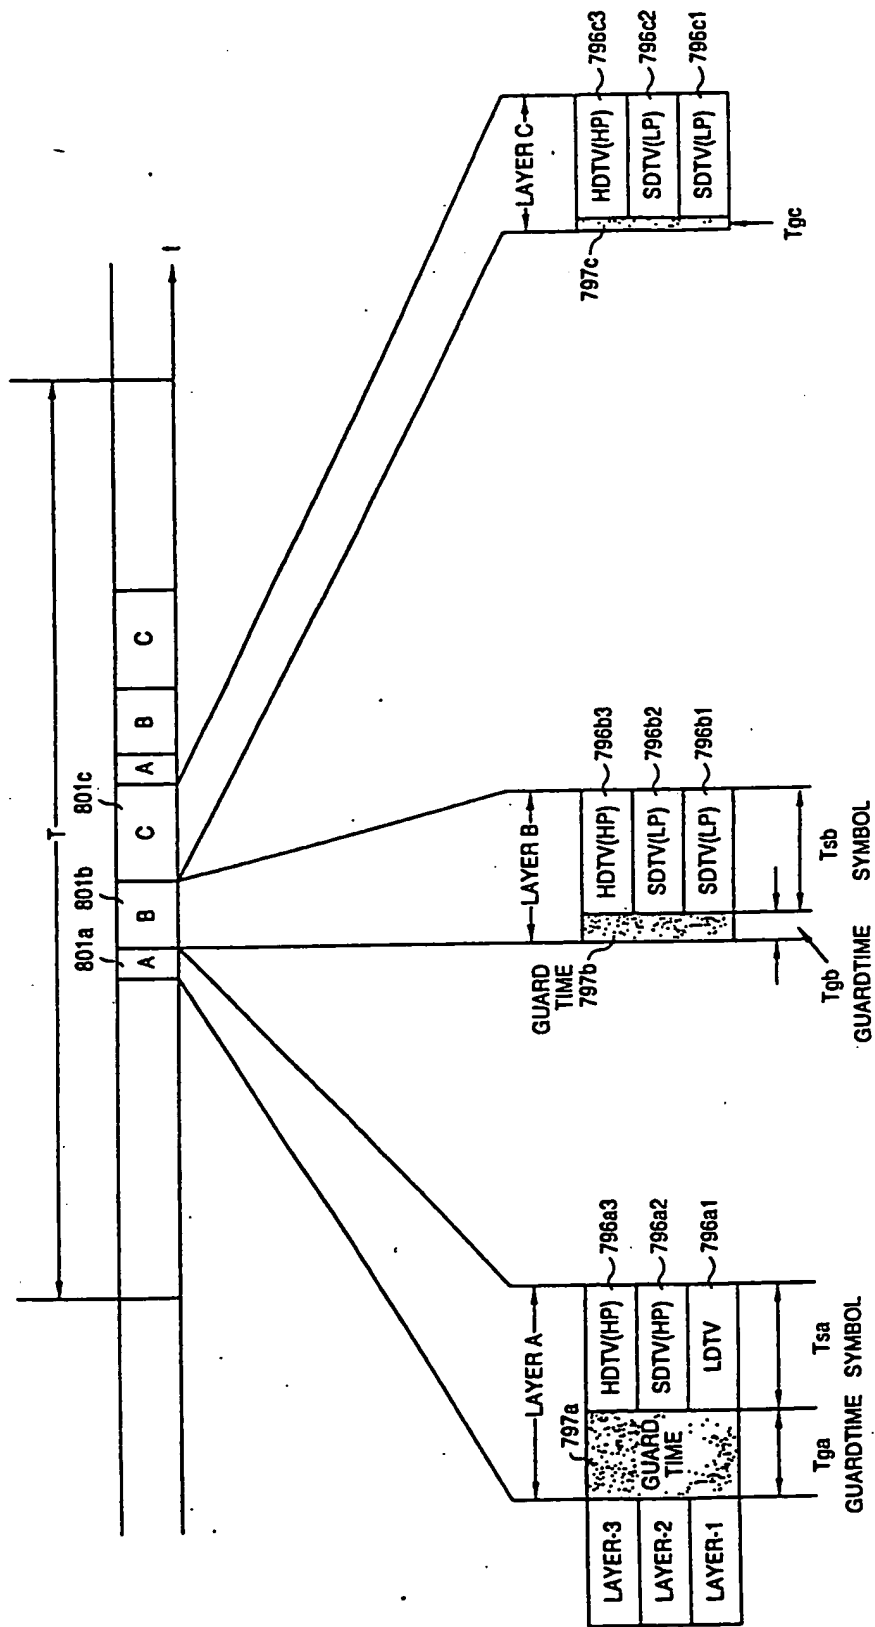 T
801a
801b
801c
A
B
C
A
B
C
t
LAYER A
797a
LAYER-3
LAYER-2
LAYER-1
GUARD
TIME
HDTV(HP)
SDTV(HP)
LDTV
796a3
796a2
796a1
Tga
GUARDTIME
Tsa
SYMBOL
LAYER B
GUARD
TIME
797b
HDTV(HP)
SDTV(LP)
SDTV(LP)
796b3
796b2
796b1
Tgb
GUARDTIME
Tsb
SYMBOL
LAYER C
797c
HDTV(HP)
SDTV(LP)
SDTV(LP)
796c3
796c2
796c1
Tgc